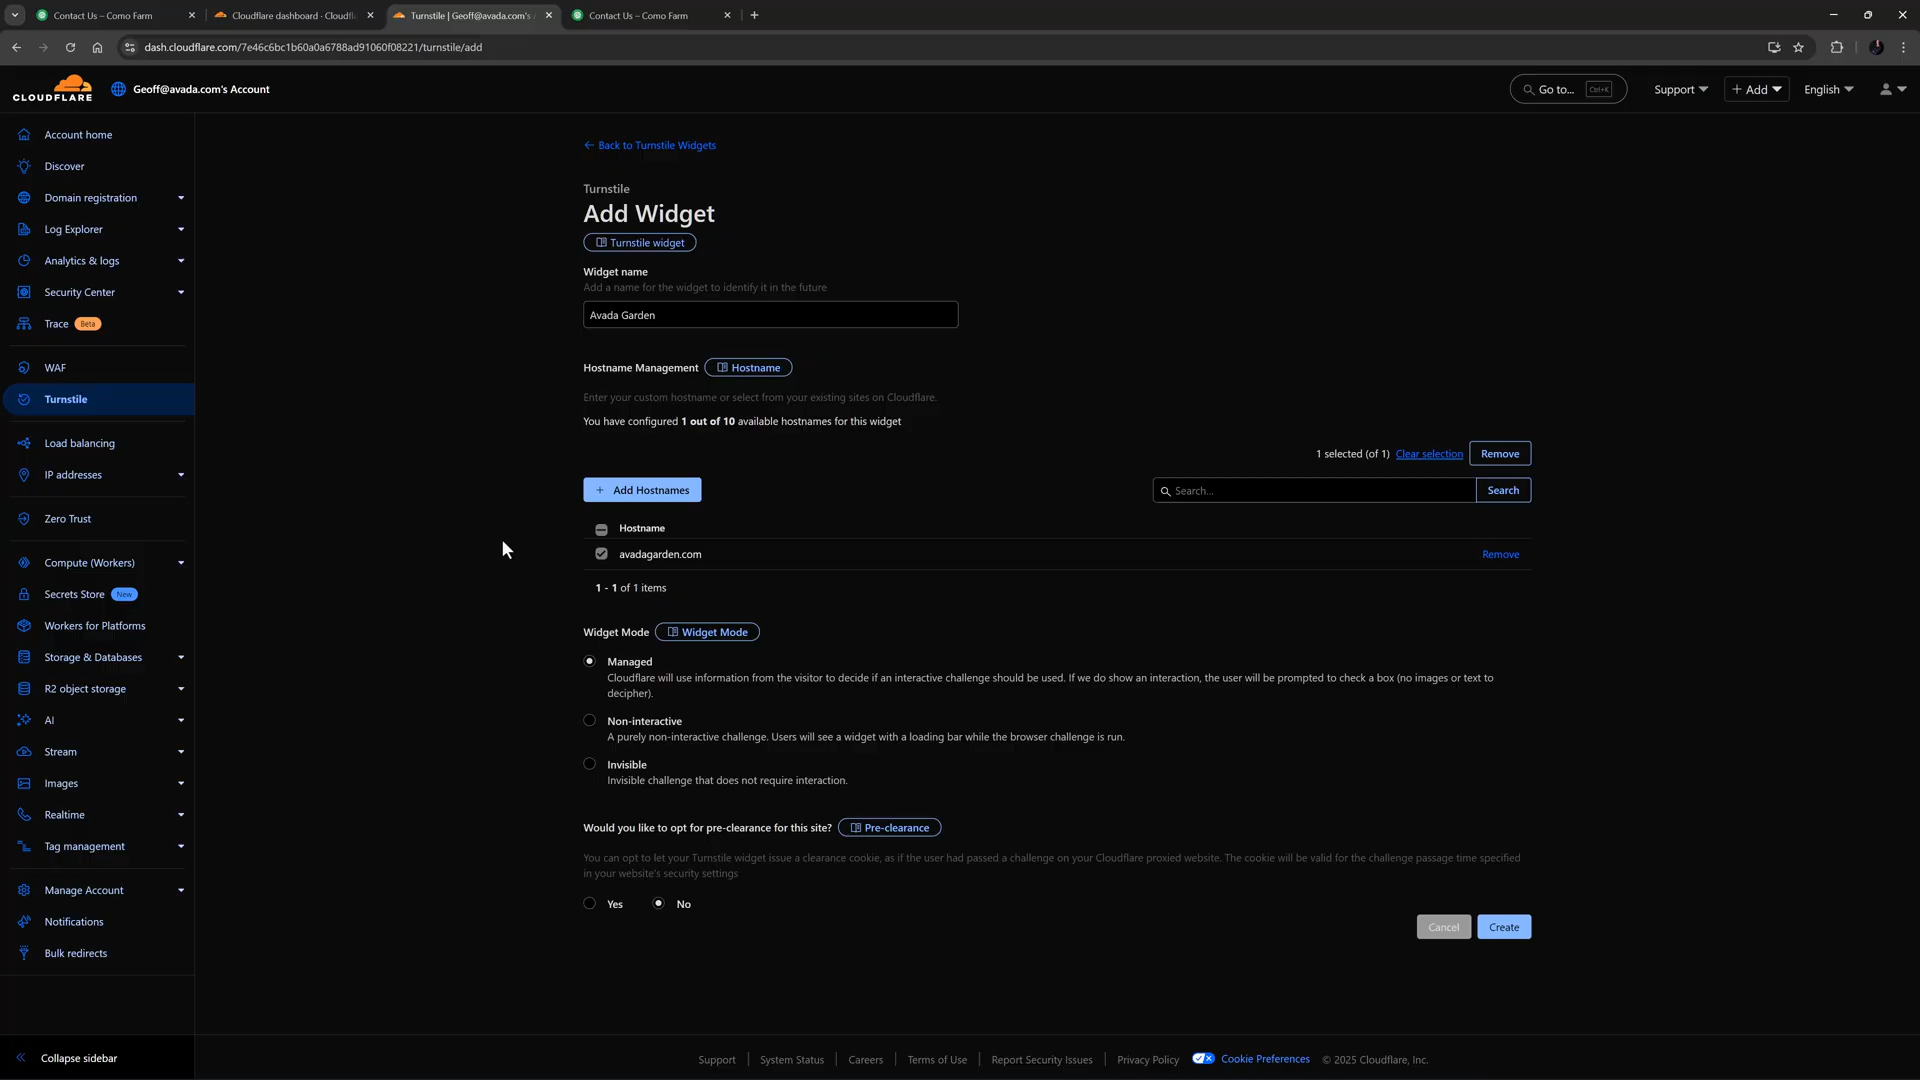 Contact Us – Como Farm
Cloudflare dashboard · Cloudfl
Turnstile | Geoff@avada.com's
Contact Us – Como Farm
dash.cloudflare.com/7e46c6bc1b60a0a6788ad91060f08221/turnstile/add
CLOUDFLARE
Geoff@avada.com's Account
Go to... Ctrl+K
Support
+ Add
English
Account home
Discover
Domain registration
Log Explorer
Analytics & logs
Security Center
Trace Beta
WAF
Turnstile
Load balancing
IP addresses
Zero Trust
Compute (Workers)
Secrets Store New
Workers for Platforms
Storage & Databases
R2 object storage
AI
Stream
Images
Realtime
Tag management
Manage Account
Notifications
Bulk redirects
Collapse sidebar
← Back to Turnstile Widgets
Turnstile
Add Widget
Turnstile widget
Widget name
Add a name for the widget to identify it in the future
Avada Garden
Hostname Management Hostname
Enter your custom hostname or select from your existing sites on Cloudflare.
You have configured 1 out of 10 available hostnames for this widget
1 selected (of 1) Clear selection Remove
+ Add Hostnames
Search... Search
Hostname
avadagarden.com Remove
1 - 1 of 1 items
Widget Mode Widget Mode
Managed
Cloudflare will use information from the visitor to decide if an interactive challenge should be used. If we do show an interaction, the user will be prompted to check a box (no images or text to
decipher).
Non-interactive
A purely non-interactive challenge. Users will see a widget with a loading bar while the browser challenge is run.
Invisible
Invisible challenge that does not require interaction.
Would you like to opt for pre-clearance for this site? Pre-clearance
You can opt to let your Turnstile widget issue a clearance cookie, as if the user had passed a challenge on your Cloudflare proxied website. The cookie will be valid for the challenge passage time specified
in your website's security settings
Yes No
Cancel Create
Support System Status Careers Terms of Use Report Security Issues Privacy Policy Cookie Preferences © 2025 Cloudflare, Inc.